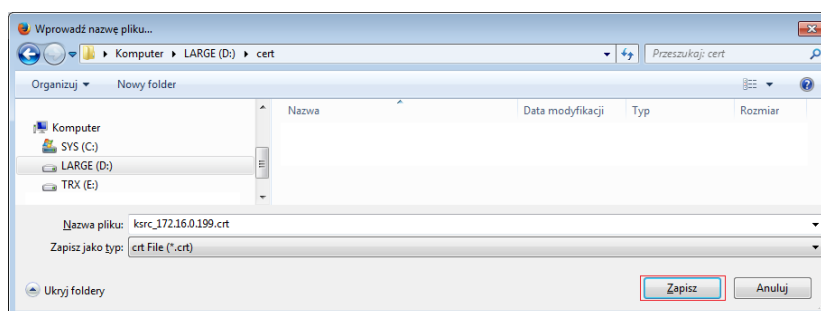 Wprowadź nazwę pliku...
Komputer LARGE (D:) cert
Przeszukaj: cert
Organizuj Nowy folder
Nazwa Data modyfikacji Typ Rozmiar
Komputer
SYS (C:)
LARGE (D:)
TRX (E:)
Nazwa pliku: ksrc_172.16.0.199.crt
Zapisz jako typ: crt File (*.crt)
Ukryj foldery Zapisz Anuluj